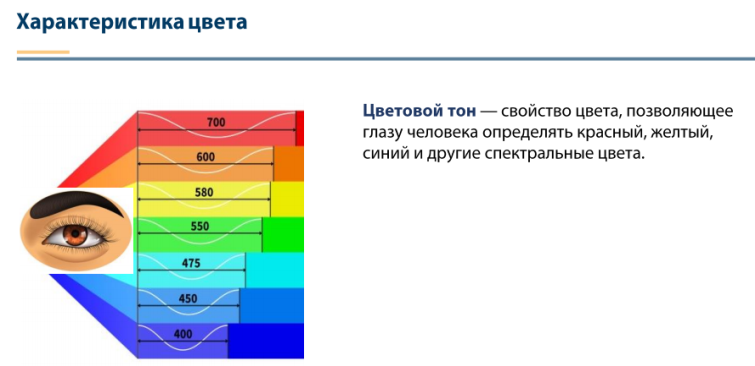 Характеристика цвета
Цветовой тон — свойство цвета, позволяющее
глазу человека определять красный, желтый,
синий и другие спектральные цвета.
700
600
580
550
475
450
400